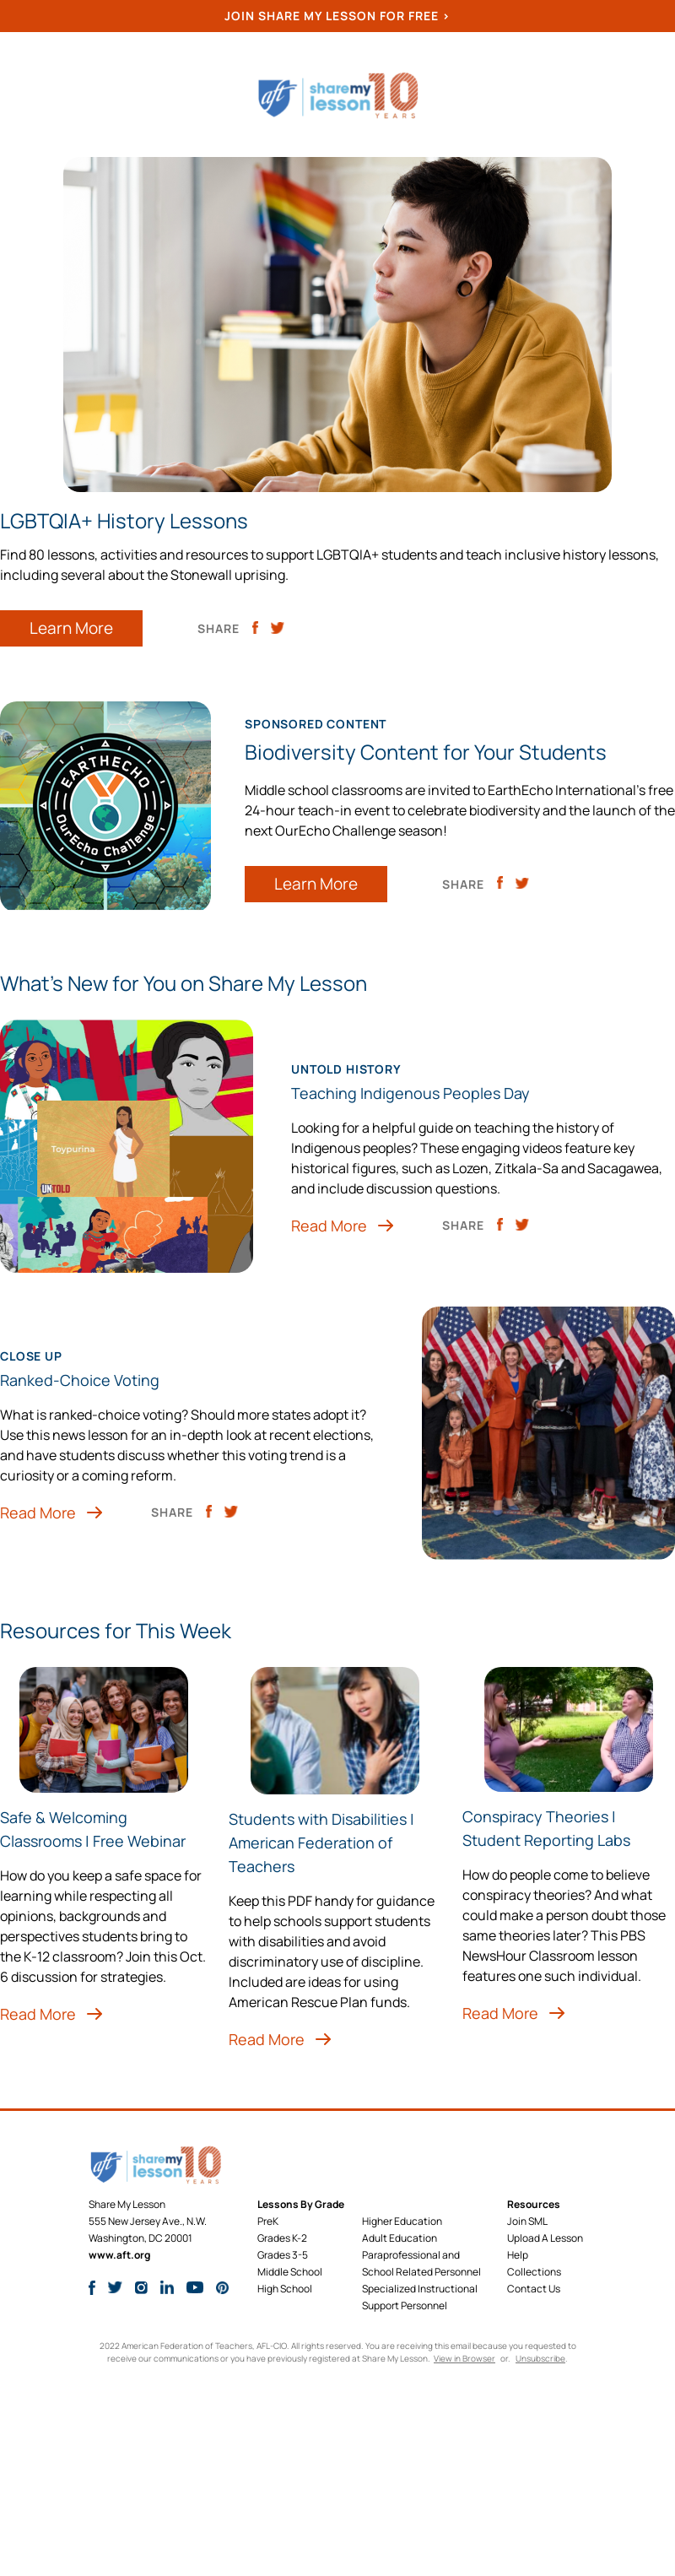 JOIN SHARE MY LESSON FOR FREE >
aft
sharemy
lesson
10
YEARS
LGBTQIA+ History Lessons
Find 80 lessons, activities and resources to support LGBTQIA+ students and teach inclusive history lessons,
including several about the Stonewall uprising.
Learn More
SHARE
EARTHECHO
OurEcho Challenge
SPONSORED CONTENT
Biodiversity Content for Your Students
Middle school classrooms are invited to EarthEcho International's free
24-hour teach-in event to celebrate biodiversity and the launch of the
next OurEcho Challenge season!
Learn More
SHARE
What's New for You on Share My Lesson
Toypurina
UNTOLD
UNTOLD HISTORY
Teaching Indigenous Peoples Day
Looking for a helpful guide on teaching the history of
Indigenous peoples? These engaging videos feature key
historical figures, such as Lozen, Zitkala-Sa and Sacagawea,
and include discussion questions.
Read More
SHARE
CLOSE UP
Ranked-Choice Voting
What is ranked-choice voting? Should more states adopt it?
Use this news lesson for an in-depth look at recent elections,
and have students discuss whether this voting trend is a
curiosity or a coming reform.
Read More
SHARE
Resources for This Week
Safe & Welcoming
Classrooms | Free Webinar
How do you keep a safe space for
learning while respecting all
opinions, backgrounds and
perspectives students bring to
the K-12 classroom? Join this Oct.
6 discussion for strategies.
Read More
Students with Disabilities |
American Federation of
Teachers
Keep this PDF handy for guidance
to help schools support students
with disabilities and avoid
discriminatory use of discipline.
Included are ideas for using
American Rescue Plan funds.
Read More
Conspiracy Theories |
Student Reporting Labs
How do people come to believe
conspiracy theories? And what
could make a person doubt those
same theories later? This PBS
NewsHour Classroom lesson
features one such individual.
Read More
aft
sharemy
lesson
10
YEARS
Share My Lesson
555 New Jersey Ave., N.W.
Washington, DC 20001
www.aft.org
Lessons By Grade
PreK
Grades K-2
Grades 3-5
Middle School
High School
Higher Education
Adult Education
Paraprofessional and
School Related Personnel
Specialized Instructional
Support Personnel
Resources
Join SML
Upload A Lesson
Help
Collections
Contact Us
2022 American Federation of Teachers, AFL-CIO. All rights reserved. You are receiving this email because you requested to
receive our communications or you have previously registered at Share My Lesson. View in Browser or. Unsubscribe.